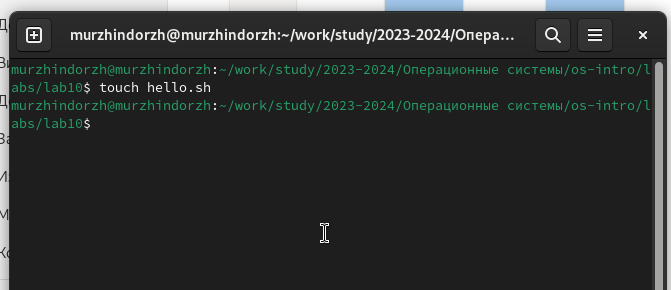 murzhindorzh@murzhindorzh:~/work/study/2023-2024/Опера...
murzhindorzh@murzhindorzh:~/work/study/2023-2024/Операционные системы/os-intro/l
abs/lab10$ touch hello.sh
murzhindorzh@murzhindorzh:~/work/study/2023-2024/Операционные системы/os-intro/l
abs/lab10$